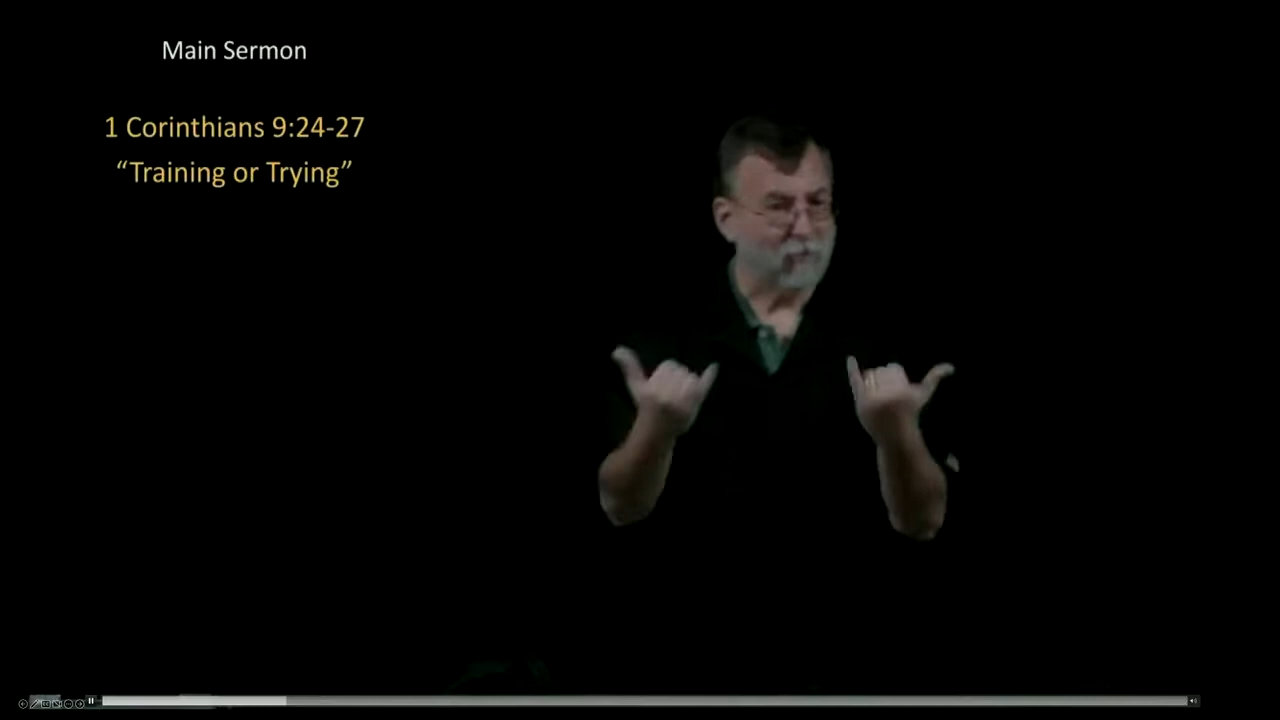 Main Sermon
1 Corinthians 9:24-27
“Training or Trying”